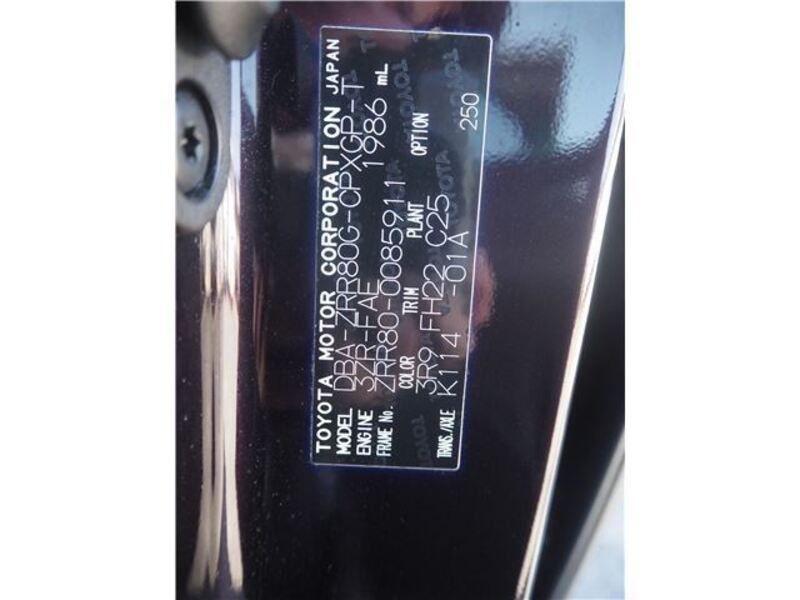 TOYOTA MOTOR CORPORATION JAPAN
MODEL DBA-ZRR80G-CPXGP-T
ENGINE 3ZR-FAE 1986 mL
FRAME No. ZRR80-0085911
COLOR TRIM PLANT OPTION
3R9 FH22 C25 250
TRANS./AXLE K114 -01A